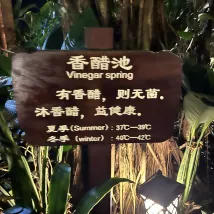 香醋池
Vinegar spring
有香醋，则无菌。
沐香醋，益健康。
夏季（Summer）: 37℃—39℃
冬季（winter）: 40℃—42℃